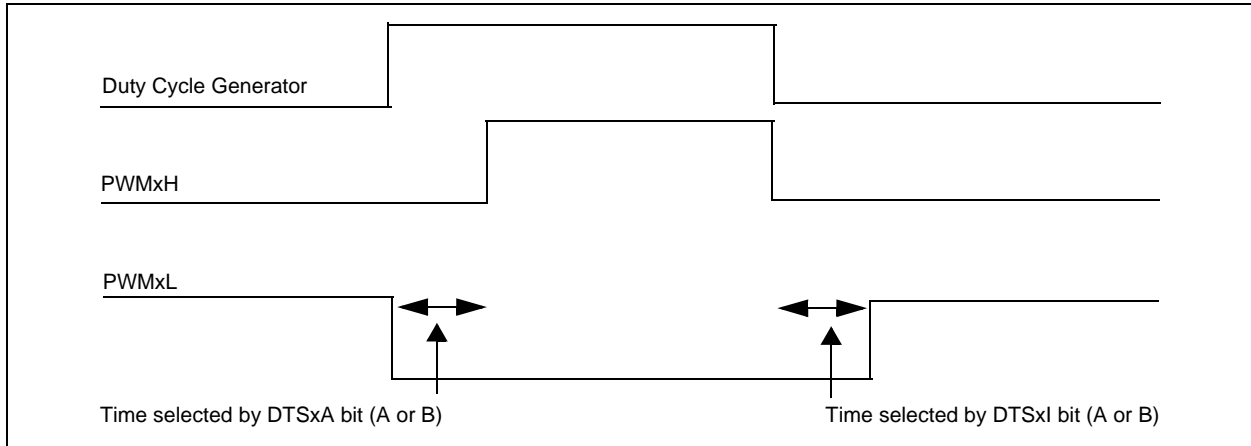 Duty Cycle Generator
PWMxH
PWMxL
Time selected by DTSxA bit (A or B)
Time selected by DTSxI bit (A or B)